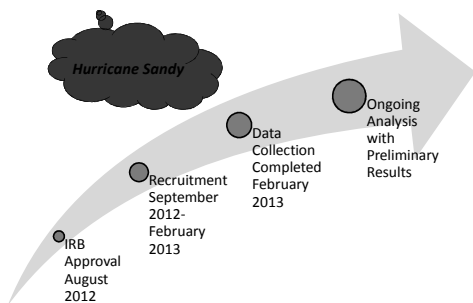 Hurricane Sandy
IRB
Approval
August
2012
Recruitment
September
2012-
February
2013
Data
Collection
Completed
February
2013
Ongoing
Analysis
with
Preliminary
Results